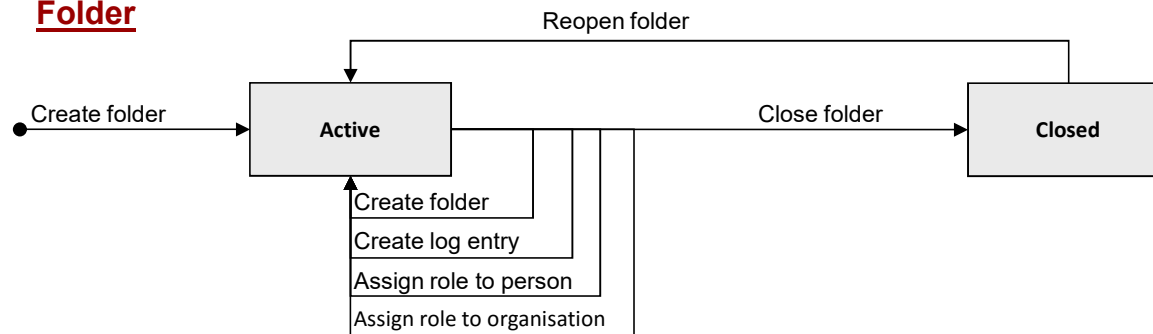 Folder
Reopen folder
Create folder
Active
Close folder
Closed
Create folder
Create log entry
Assign role to person
Assign role to organisation